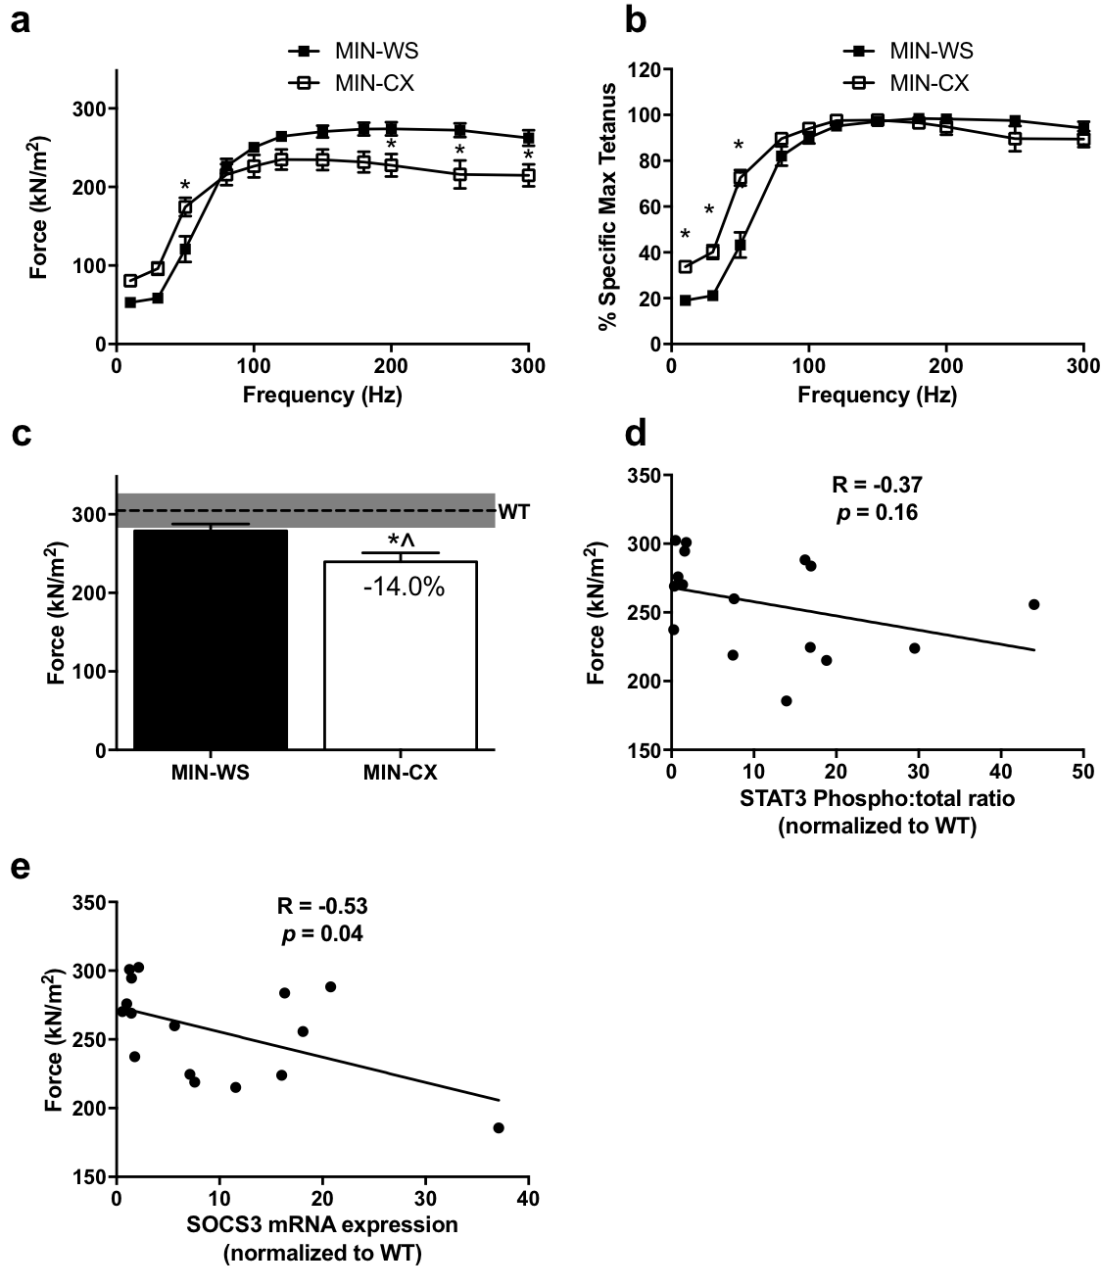 a
MIN-WS
MIN-CX
Force (kN/m²)
300
200
100
0
*
*
*
*
0
100
200
300
Frequency (Hz)
b
MIN-WS
MIN-CX
% Specific Max Tetanus
120
100
80
60
40
20
0
*
*
*
0
100
200
300
Frequency (Hz)
c
Force (kN/m²)
300
200
100
0
WT
*^
-14.0%
MIN-WS
MIN-CX
d
R = -0.37
p = 0.16
Force (kN/m²)
350
300
250
200
150
0
10
20
30
40
50
STAT3 Phospho:total ratio
(normalized to WT)
e
R = -0.53
p = 0.04
Force (kN/m²)
350
300
250
200
150
0
10
20
30
40
SOCS3 mRNA expression
(normalized to WT)